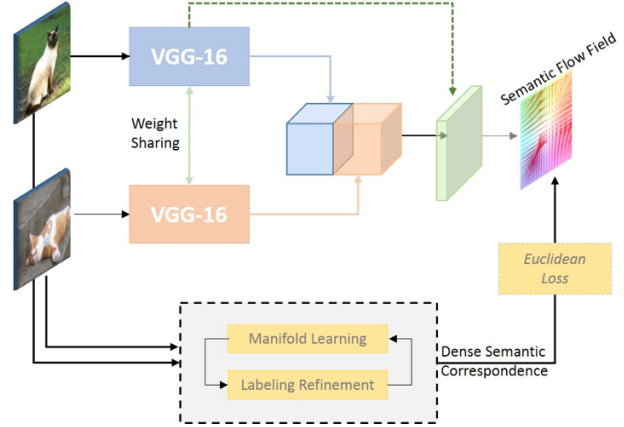 VGG-16
Semantic Flow Field
Weight
Sharing
VGG-16
Euclidean
Loss
Manifold Learning
Dense Semantic
Correspondence
Labeling Refinement